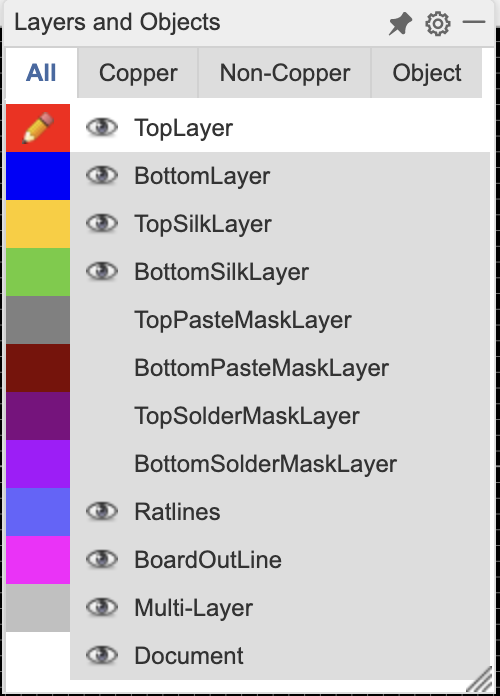 Layers and Objects
All Copper Non-Copper Object
TopLayer
BottomLayer
TopSilkLayer
BottomSilkLayer
TopPasteMaskLayer
BottomPasteMaskLayer
TopSolderMaskLayer
BottomSolderMaskLayer
Ratlines
BoardOutLine
Multi-Layer
Document